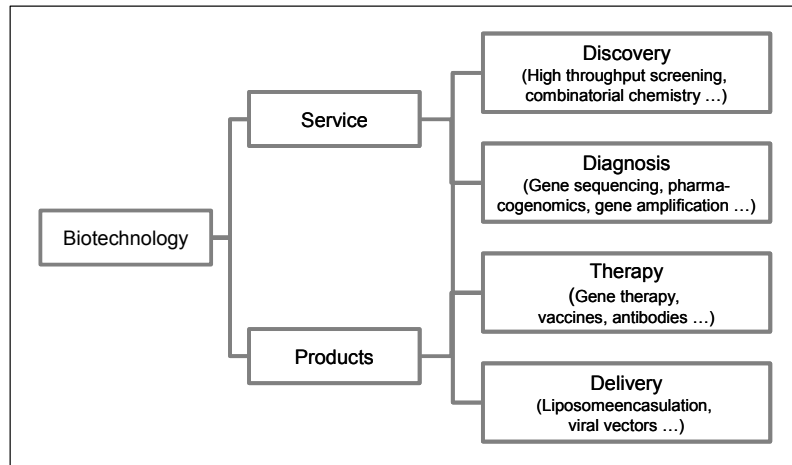 Biotechnology
Service
Products
Discovery
(High throughput screening,
combinatorial chemistry …)
Diagnosis
(Gene sequencing, pharma-
cogenomics, gene amplification …)
Therapy
(Gene therapy,
vaccines, antibodies …)
Delivery
(Liposomeencasulation,
viral vectors …)